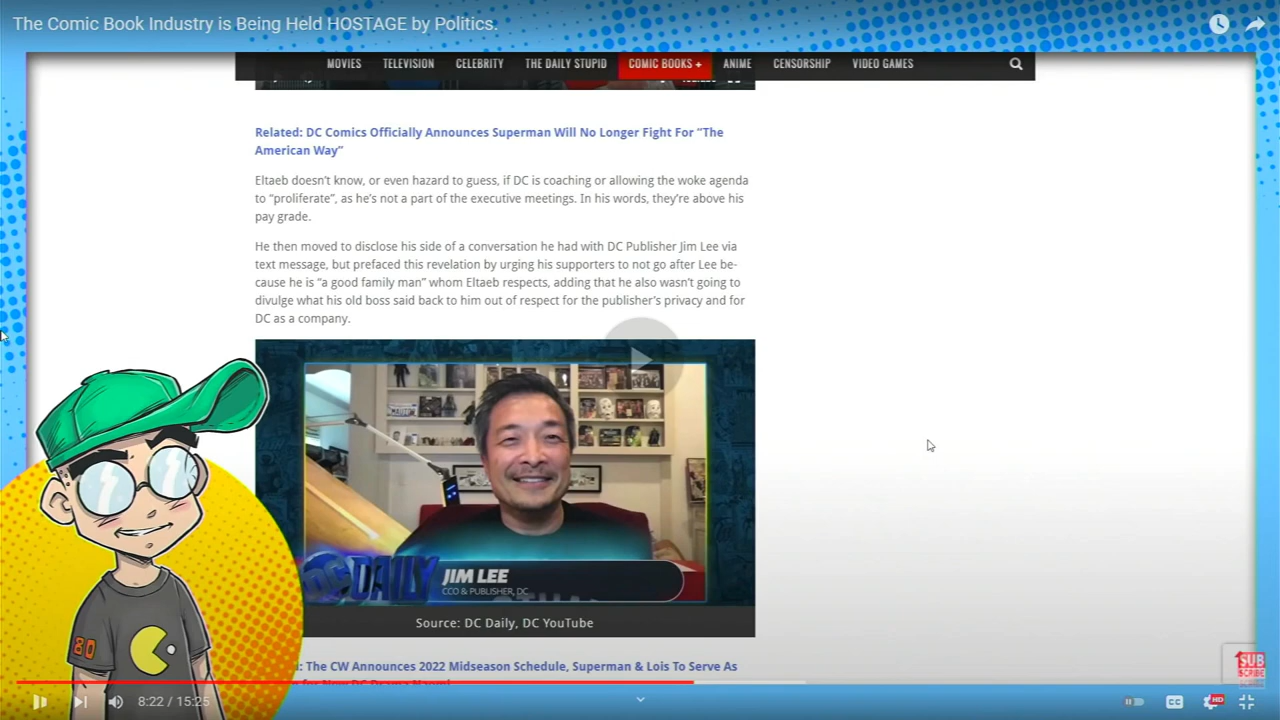 The Comic Book Industry is Being Held HOSTAGE by Politics.
MOVIES TELEVISION CELEBRITY THE DAILY STUPID COMIC BOOKS + ANIME CENSORSHIP VIDEO GAMES
Related: DC Comics Officially Announces Superman Will No Longer Fight For “The
American Way”
Eltaeb doesn’t know, or even hazard to guess, if DC is coaching or allowing the woke agenda
to “proliferate”, as he’s not a part of the executive meetings. In his words, they’re above his
pay grade.
He then moved to disclose his side of a conversation he had with DC Publisher Jim Lee via
text message, but prefaced this revelation by urging his supporters to not go after Lee be-
cause he is “a good family man” whom Eltaeb respects, adding that he also wasn’t going to
divulge what his old boss said back to him out of respect for the publisher’s privacy and for
DC as a company.
DC DAILY
JIM LEE
CCO & PUBLISHER, DC
Source: DC Daily, DC YouTube
80
: The CW Announces 2022 Midseason Schedule, Superman & Lois To Serve As
SUB
SCRIBE
8:22 / 15:25
CC
HD